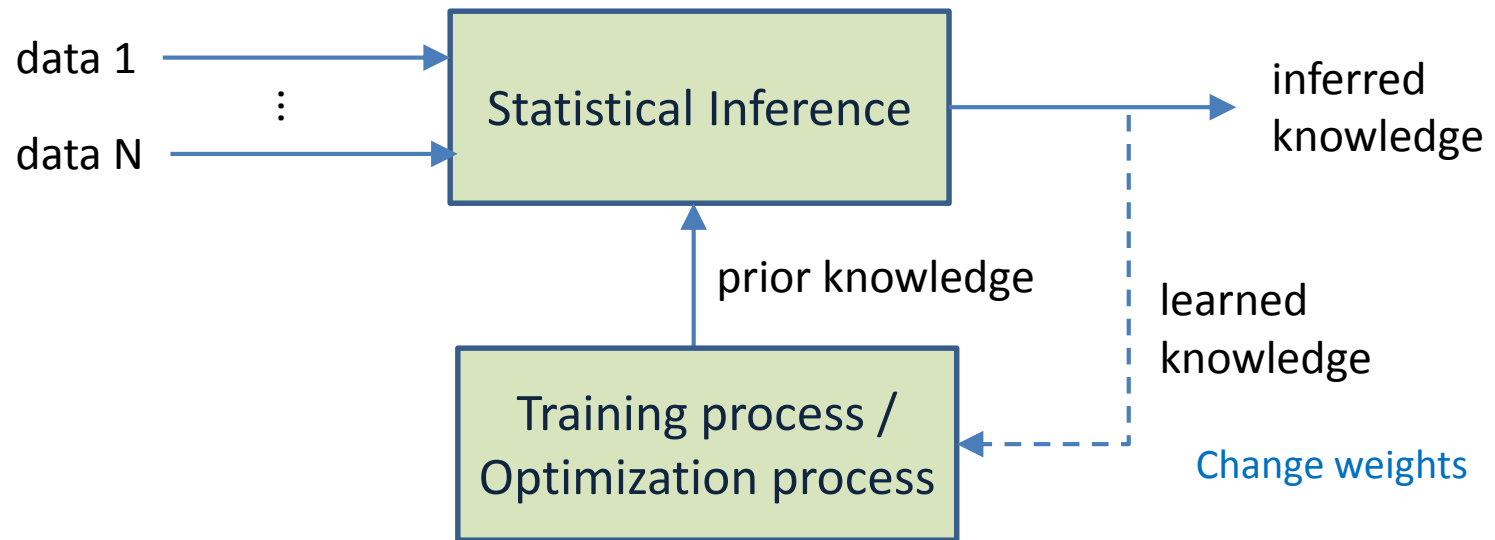 data 1
⋮
data N
Statistical Inference
inferred
knowledge
prior knowledge
learned
knowledge
Training process /
Optimization process
Change weights